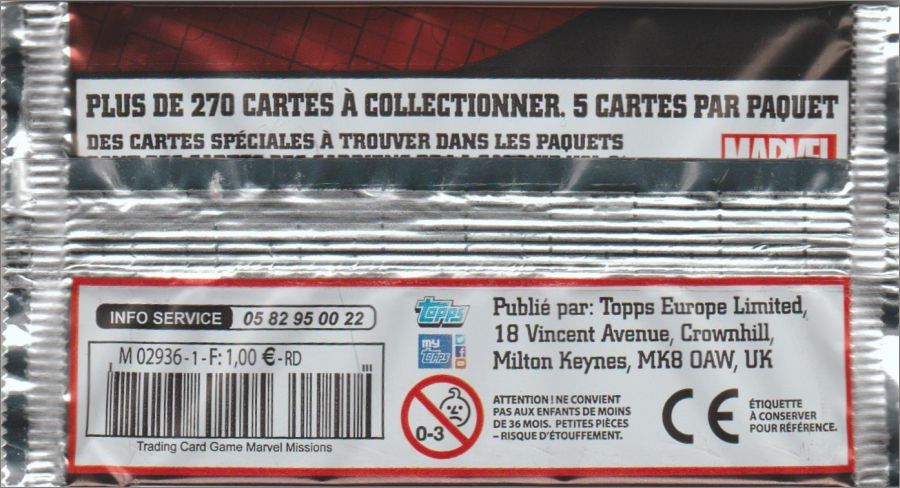 PLUS DE 270 CARTES À COLLECTIONNER. 5 CARTES PAR PAQUET
DES CARTES SPÉCIALES À TROUVER DANS LES PAQUETS
MARVEL
INFO SERVICE 05 82 95 00 22
M 02936-1-F: 1,00 €-RD
Trading Card Game Marvel Missions
topps
my topps
0-3
Publié par: Topps Europe Limited,
18 Vincent Avenue, Crownhill,
Milton Keynes, MK8 0AW, UK
ATTENTION ! NE CONVIENT
PAS AUX ENFANTS DE MOINS
DE 36 MOIS. PETITES PIÈCES
– RISQUE D'ÉTOUFFEMENT.
CE
ÉTIQUETTE
À CONSERVER
POUR RÉFÉRENCE.